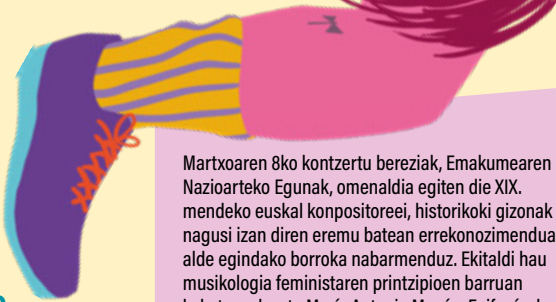 Martxoaren 8ko kontzertu bereziak, Emakumearen
Nazioarteko Egunak, omenaldia egiten die XIX.
mendeko euskal konpositoreei, historikoki gizonak
nagusi izan diren eremu batean errekonozimendua
alde egindako borroka nabarmenduz. Ekitaldi hau
musikologia feministaren printzipioen barruan